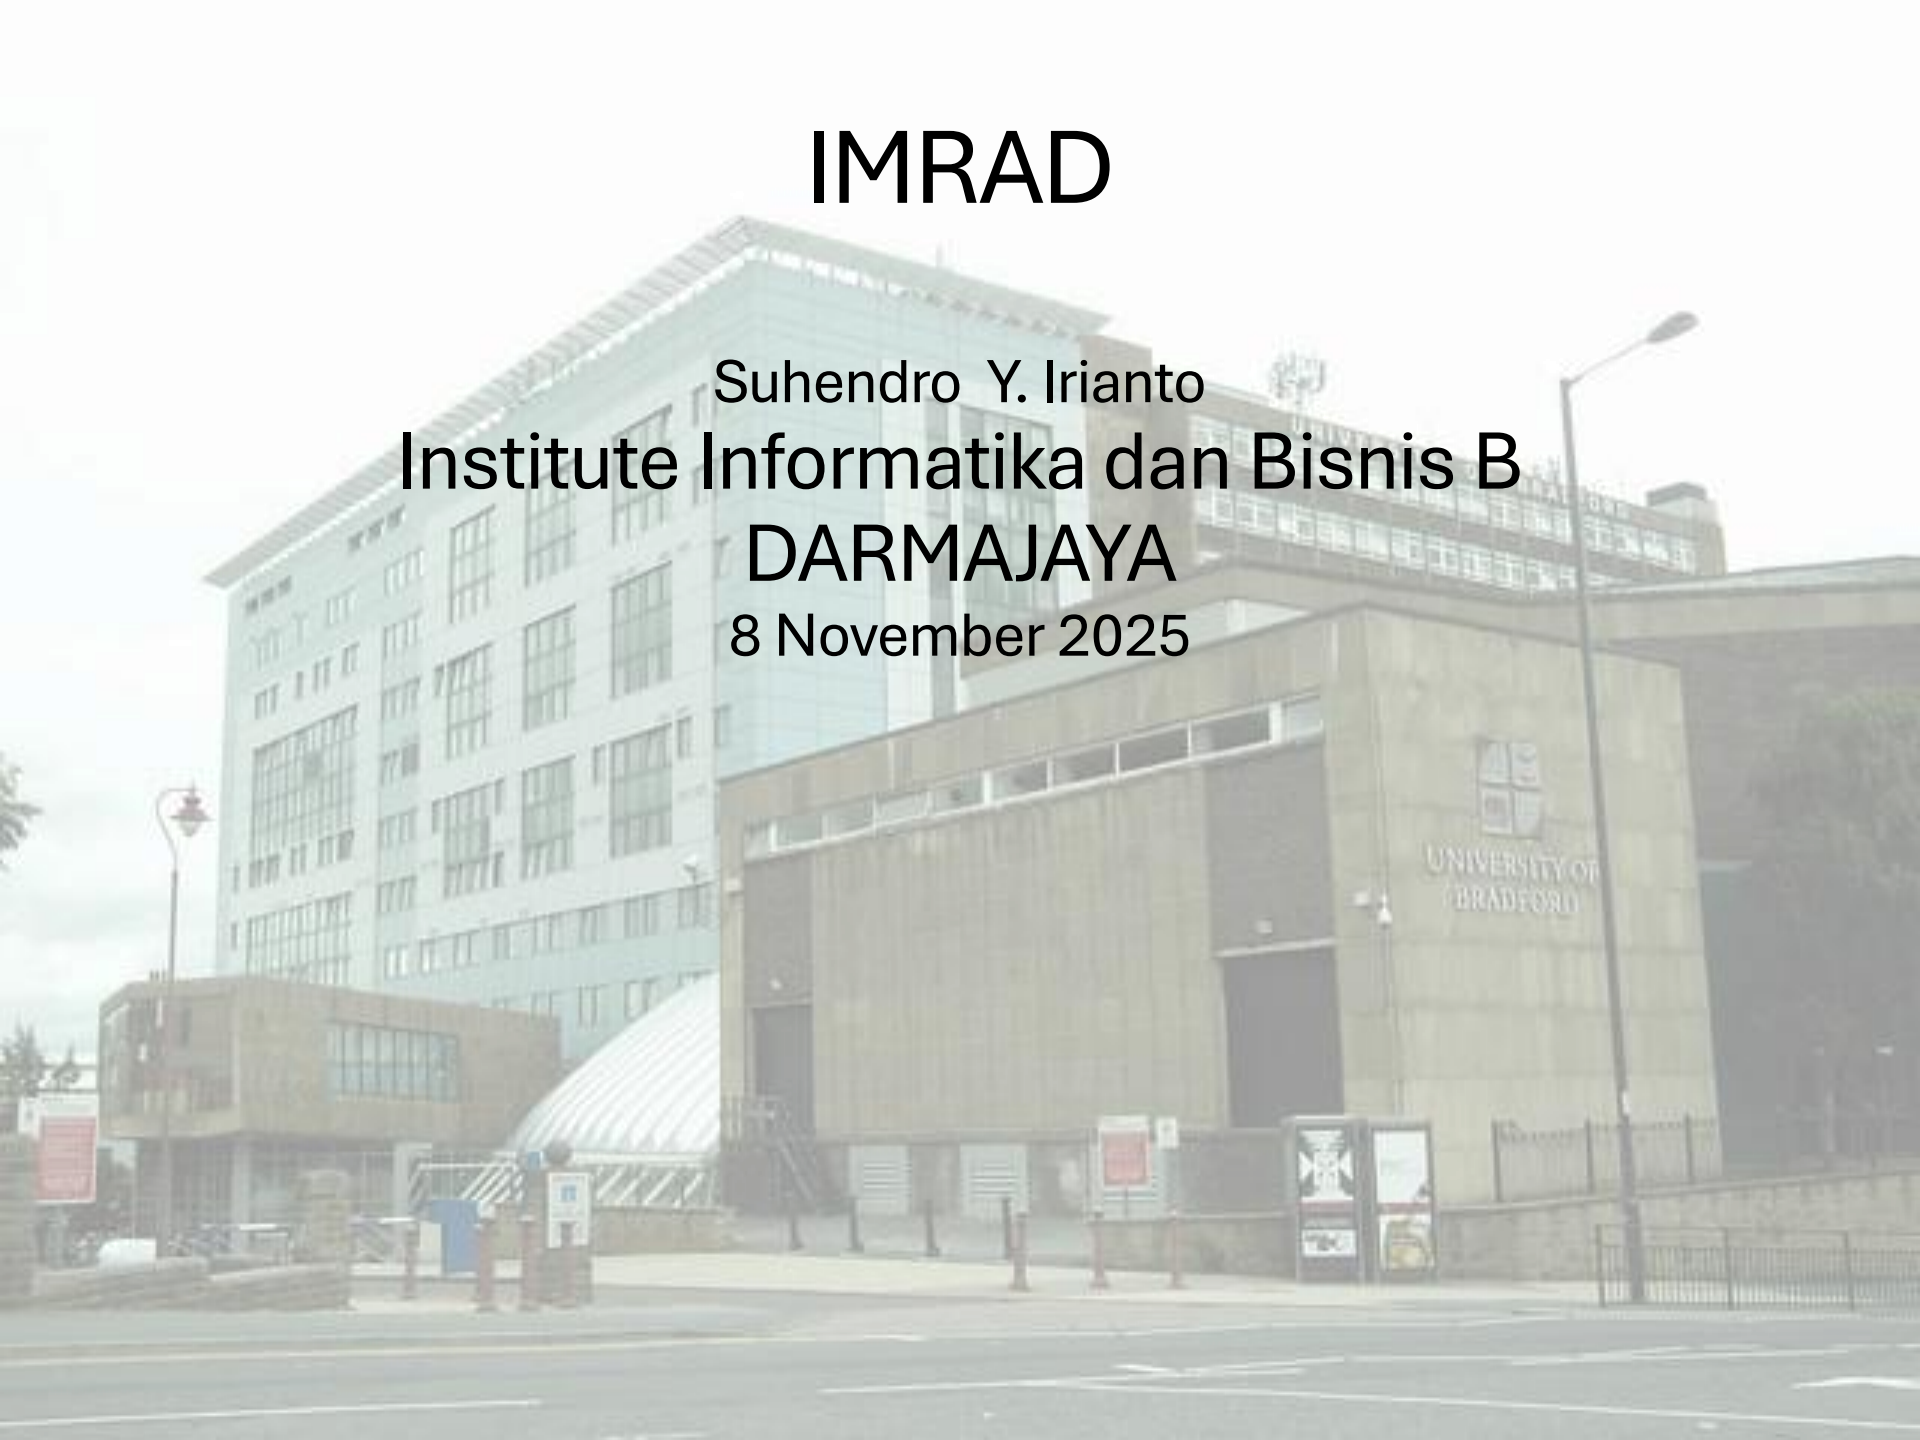 IMRAD
Suhendro Y. Irianto
Institute Informatika dan Bisnis B
DARMAJAYA
8 November 2025
UNIVERSITY OF
BRADFORD